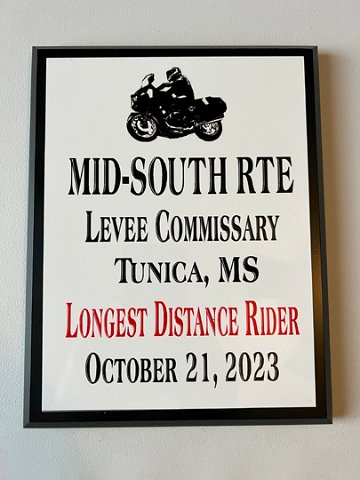 MID-SOUTH RTE
LEVEE COMMISSARY
TUNICA, MS
LONGEST DISTANCE RIDER
OCTOBER 21, 2023